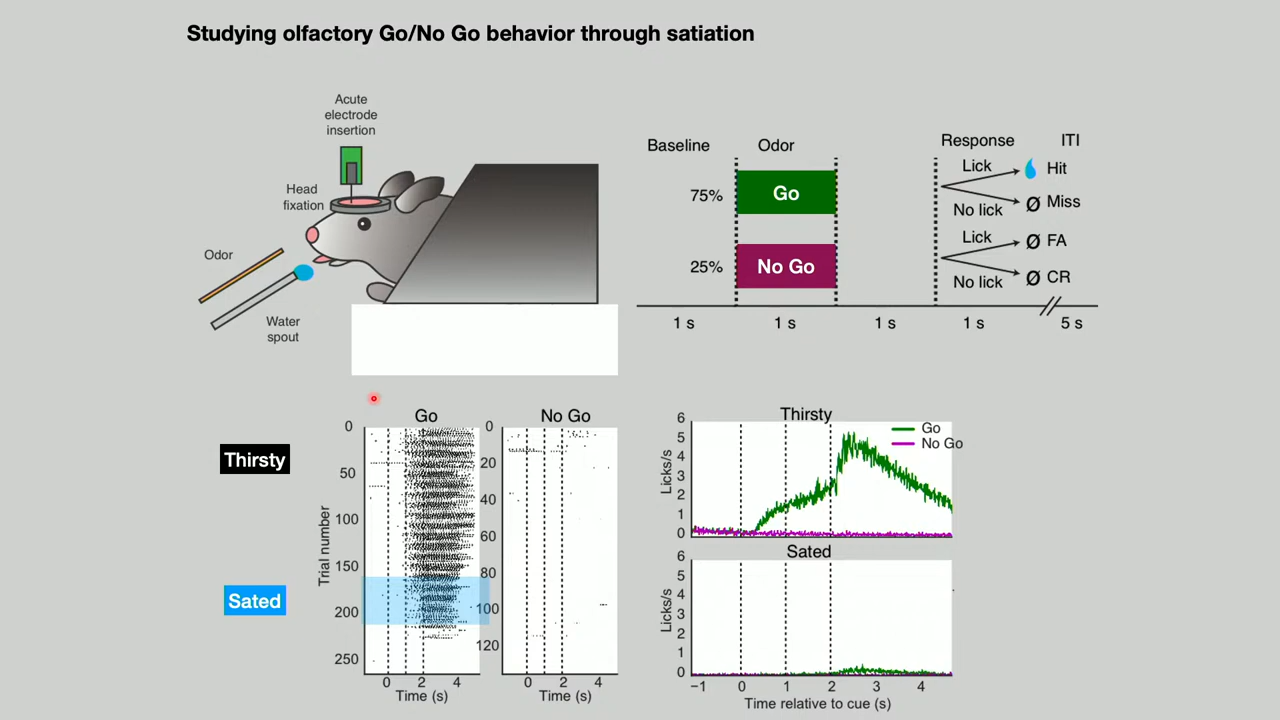 Studying olfactory Go/No Go behavior through satiation
Acute
electrode
insertion
Head
fixation
Odor
Water
spout
Baseline
Odor
Response
ITI
75%
Go
Lick
Hit
No lick
Ø Miss
25%
No Go
Lick
Ø FA
No lick
Ø CR
1 s
1 s
1 s
1 s
5 s
Thirsty
Sated
Go
Trial number
0
50
100
150
200
250
0
2
4
Time (s)
No Go
0
20
40
60
80
100
120
0
2
4
Time (s)
Thirsty
Go
No Go
Licks/s
6
5
4
3
2
1
0
Sated
Licks/s
6
5
4
3
2
1
0
−1
0
1
2
3
4
Time relative to cue (s)